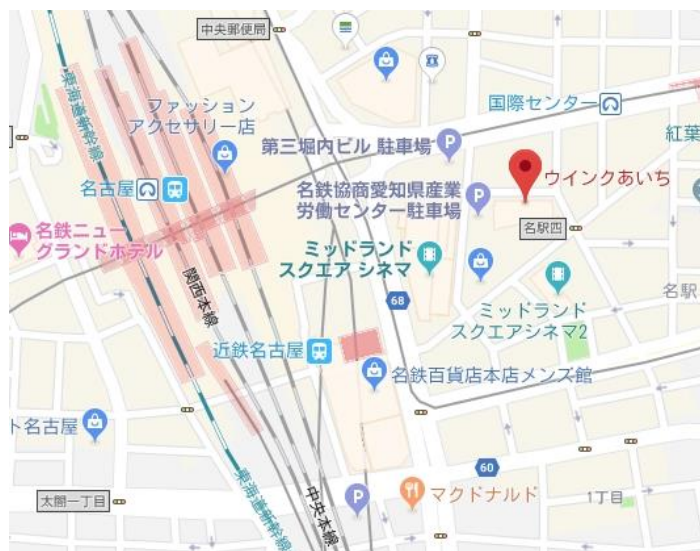 中央郵便局
国際センター
ファッション
アクセサリー店
第三堀内ビル 駐車場
紅葉
東海道新幹線
名古屋
名鉄協商愛知県産業
労働センター駐車場
ウインクあいち
名駅四
名鉄ニュー
グランドホテル
ミッドランド
スクエア シネマ
関西本線
68
ミッドランド
スクエアシネマ2
名駅
近鉄名古屋
名鉄百貨店本店メンズ館
ト名古屋
60
太閤一丁目
東海道新幹線
中央本線
P
マクドナルド
1丁目